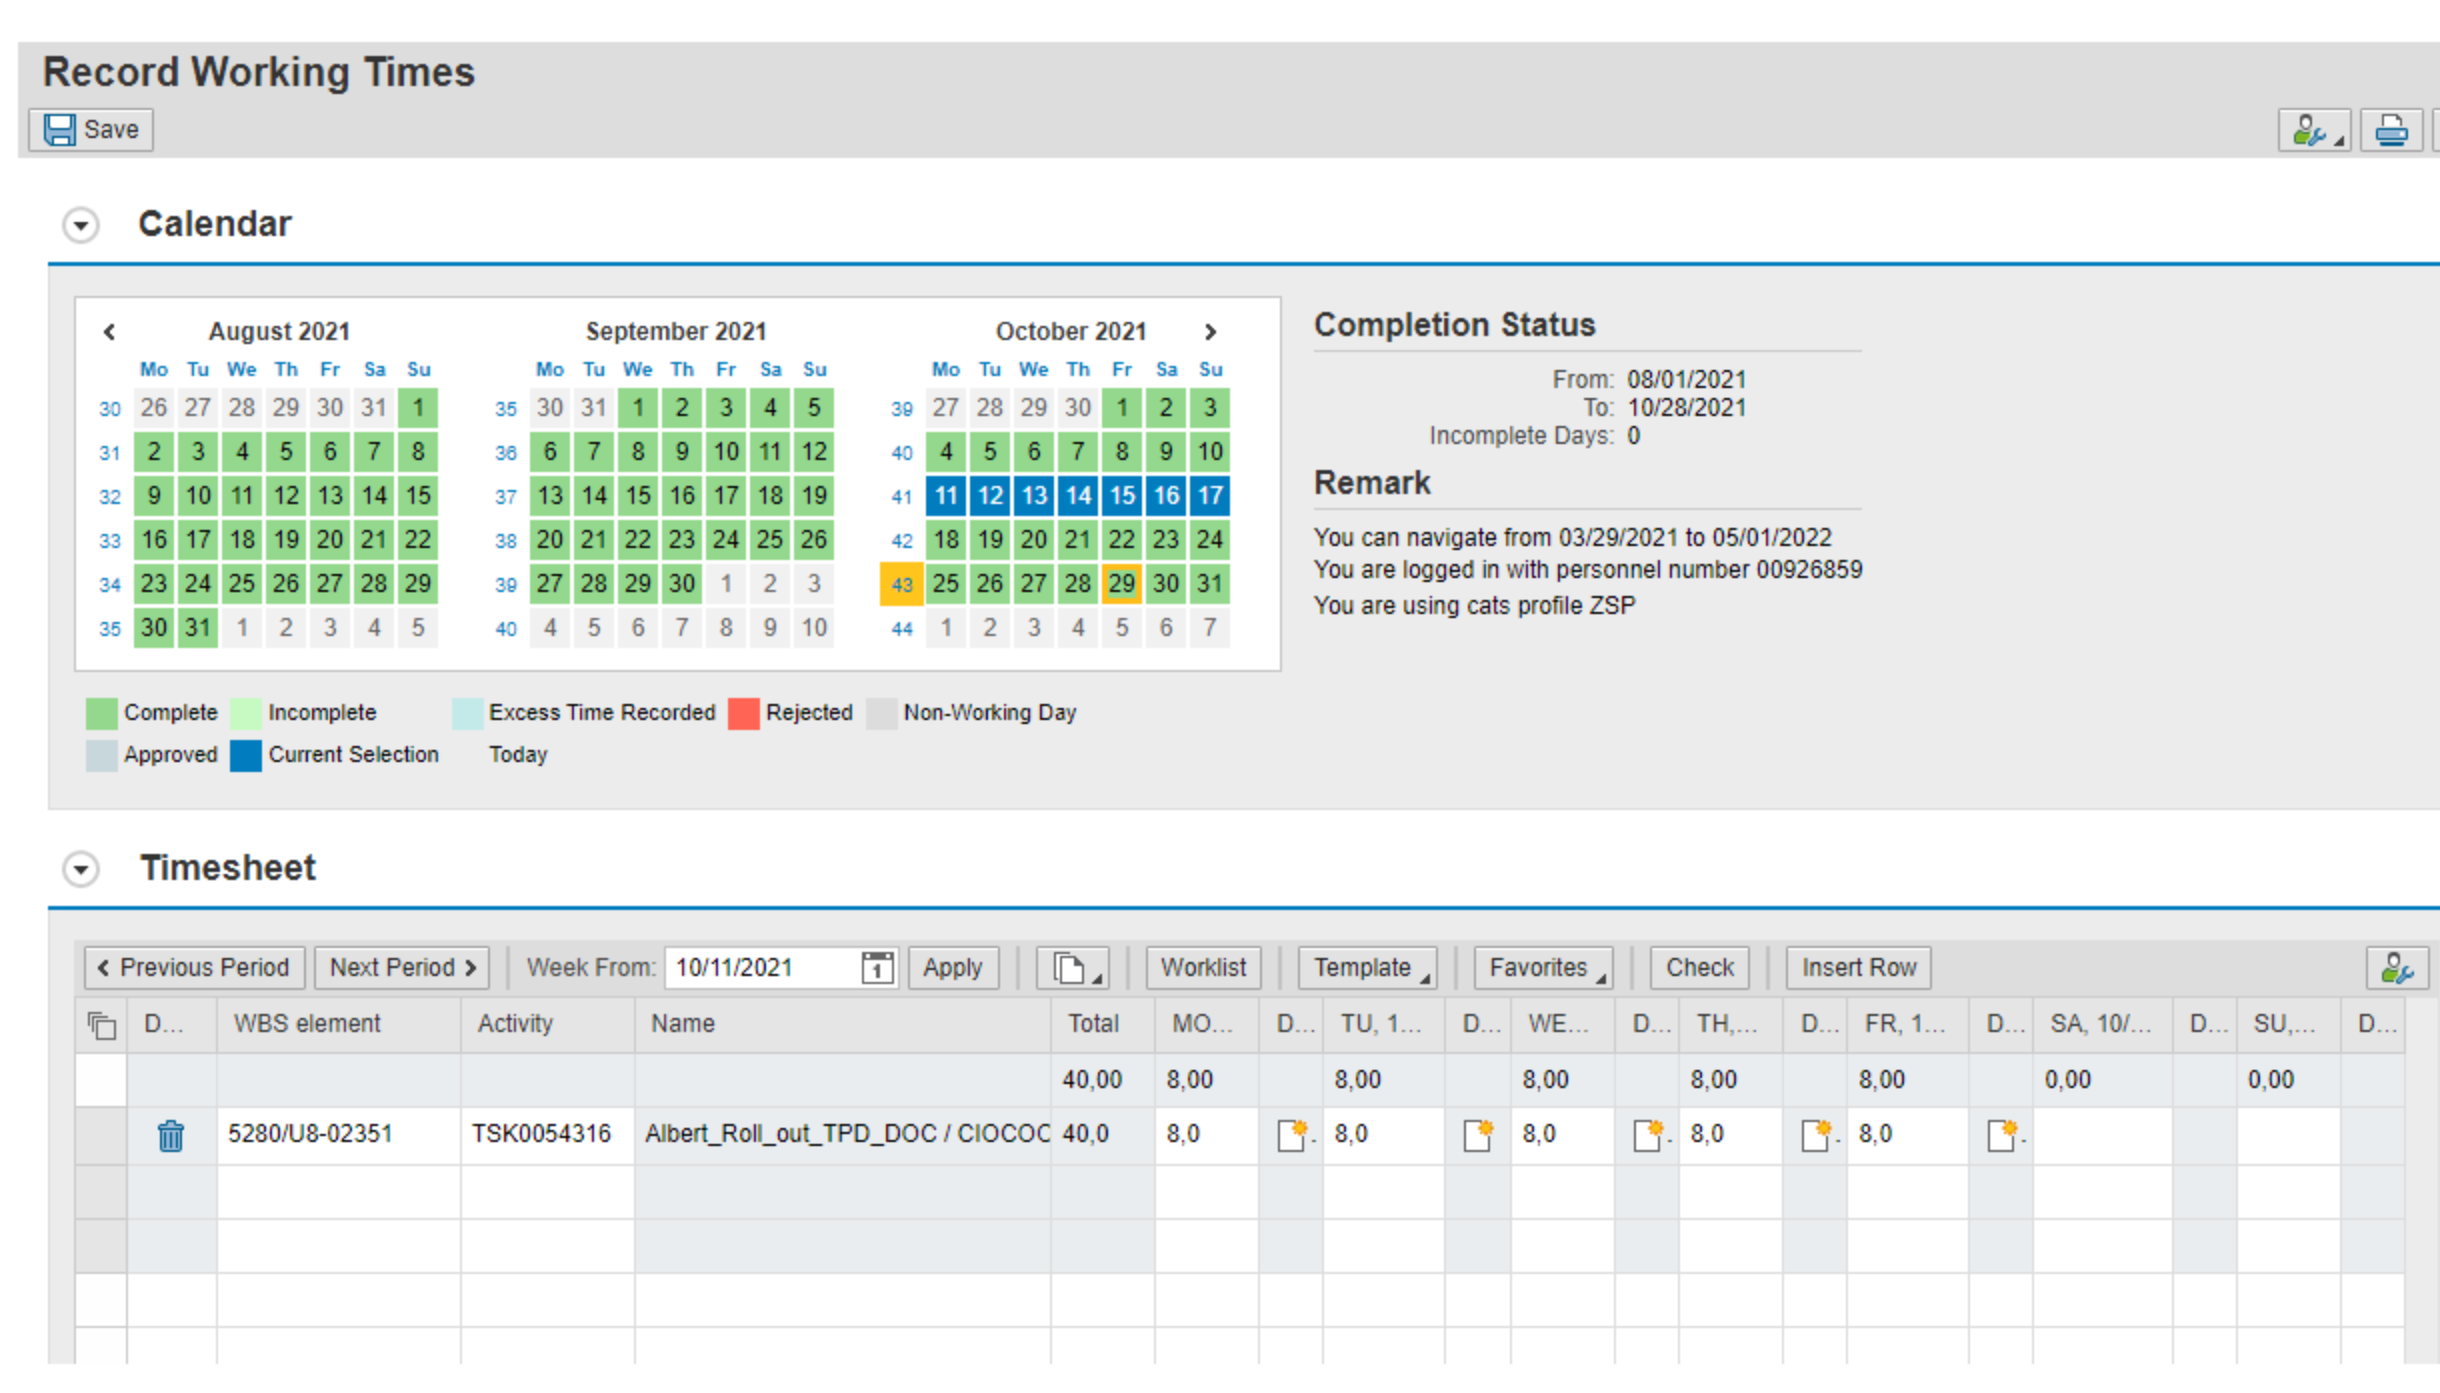 Record Working Times
Save
Calendar
August 2021
Mo Tu We Th Fr Sa Su
30 26 27 28 29 30 31 1
31 2 3 4 5 6 7 8
32 9 10 11 12 13 14 15
33 16 17 18 19 20 21 22
34 23 24 25 26 27 28 29
35 30 31 1 2 3 4 5
September 2021
Mo Tu We Th Fr Sa Su
35 30 31 1 2 3 4 5
36 6 7 8 9 10 11 12
37 13 14 15 16 17 18 19
38 20 21 22 23 24 25 26
39 27 28 29 30 1 2 3
40 4 5 6 7 8 9 10
October 2021
Mo Tu We Th Fr Sa Su
39 27 28 29 30 1 2 3
40 4 5 6 7 8 9 10
41 11 12 13 14 15 16 17
42 18 19 20 21 22 23 24
43 25 26 27 28 29 30 31
44 1 2 3 4 5 6 7
Completion Status
From: 08/01/2021
To: 10/28/2021
Incomplete Days: 0
Remark
You can navigate from 03/29/2021 to 05/01/2022
You are logged in with personnel number 00926859
You are using cats profile ZSP
Complete Incomplete Excess Time Recorded Rejected Non-Working Day
Approved Current Selection Today
Timesheet
Previous Period Next Period Week From: 10/11/2021 1 Apply Worklist Template Favorites Check Insert Row
D... WBS element Activity Name Total MO... D... TU, 1... D... WE... D... TH,... D... FR, 1... D... SA, 10/... D... SU,... D...
40,00 8,00 8,00 8,00 8,00 8,00 0,00 0,00
5280/U8-02351 TSK0054316 Albert_Roll_out_TPD_DOC / CIOCOC 40,0 8,0 8,0 8,0 8,0 8,0